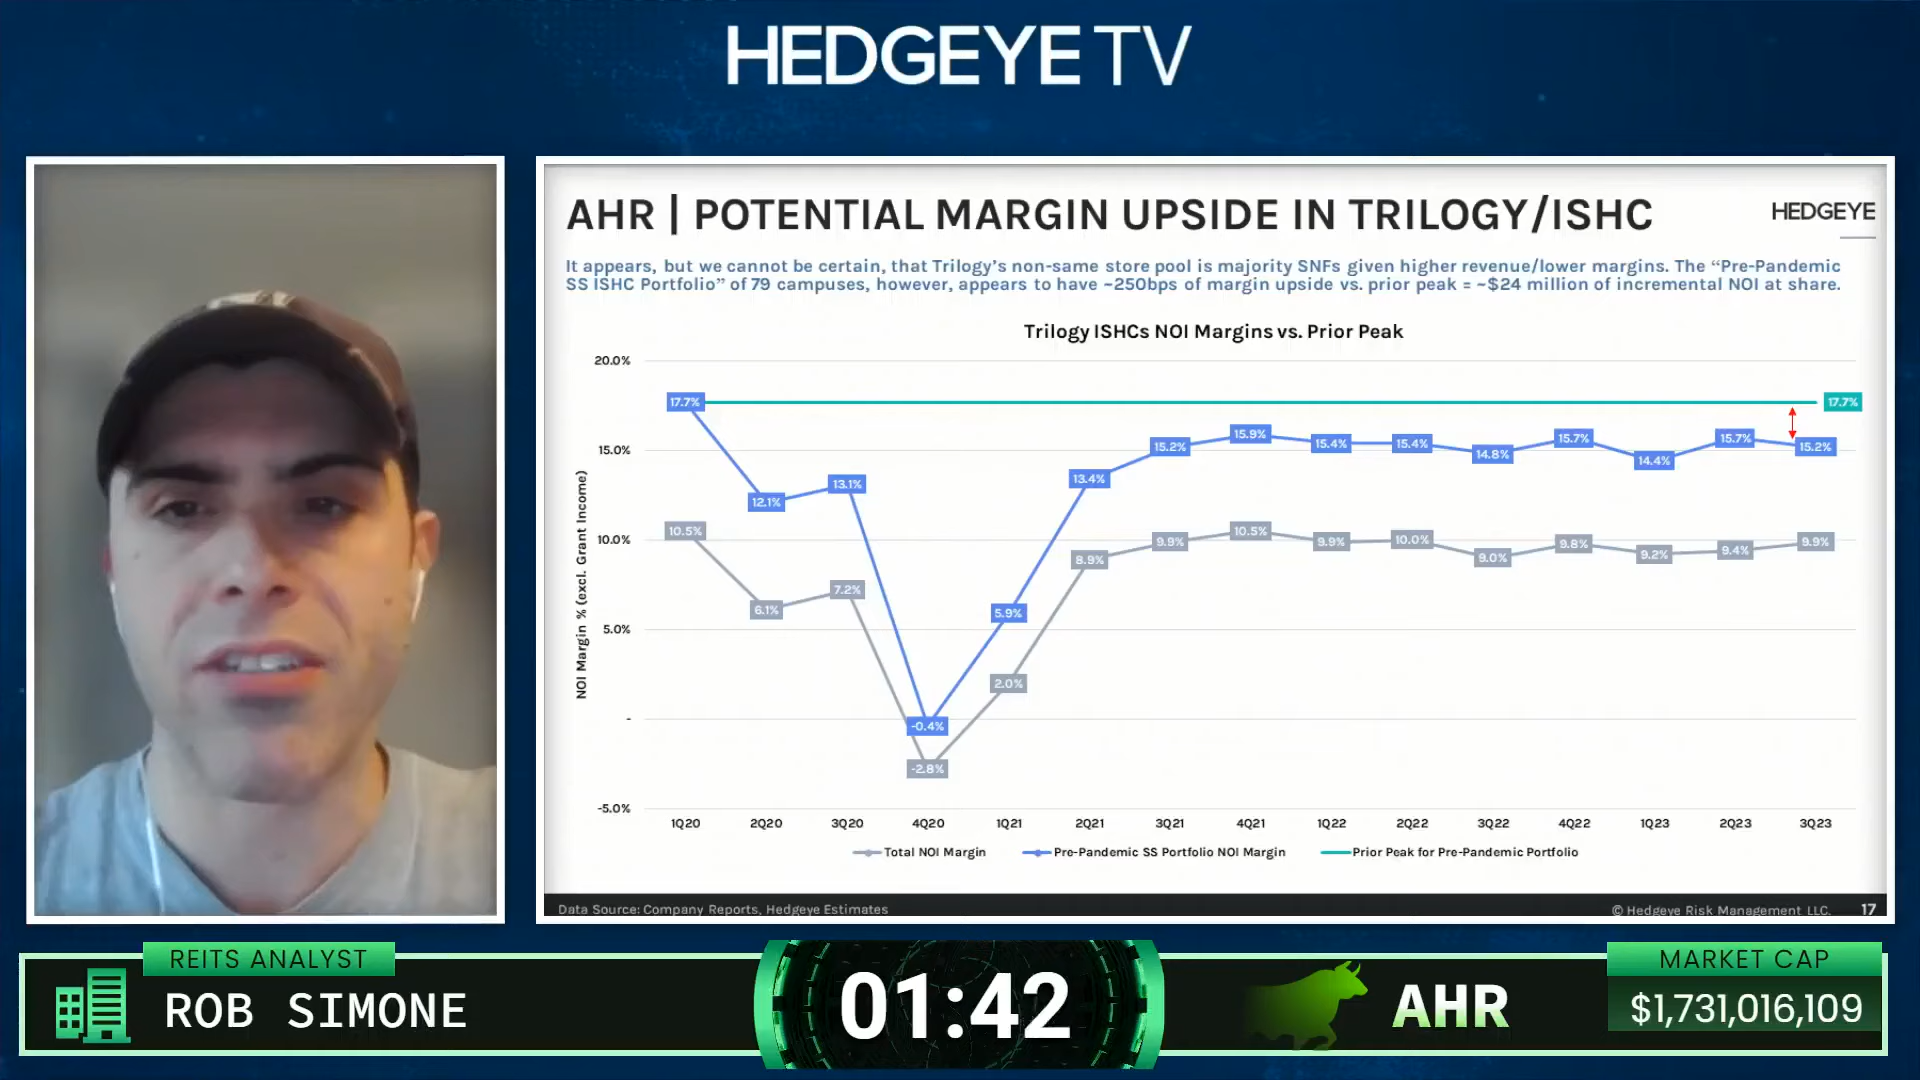 HEDGEYE TV
AHR | POTENTIAL MARGIN UPSIDE IN TRILOGY/ISHC
HEDGEYE
It appears, but we cannot be certain, that Trilogy's non-same store pool is majority SNFs given higher revenue/lower margins. The “Pre-Pandemic
SS ISHC Portfolio” of 79 campuses, however, appears to have ~250bps of margin upside vs. prior peak = ~$24 million of incremental NOI at share.
Trilogy ISHCs NOI Margins vs. Prior Peak
NOI Margin % (excl. Grant Income)
20.0%
15.0%
10.0%
5.0%
-
-5.0%
17.7% 12.1% 13.1% -0.4% 5.9% 13.4% 15.2% 15.9% 15.4% 15.4% 14.8% 15.7% 14.4% 15.7% 15.2%
17.7%
10.5% 6.1% 7.2% -2.8% 2.0% 8.9% 9.9% 10.5% 9.9% 10.0% 9.0% 9.8% 9.2% 9.4% 9.9%
1Q20 2Q20 3Q20 4Q20 1Q21 2Q21 3Q21 4Q21 1Q22 2Q22 3Q22 4Q22 1Q23 2Q23 3Q23
Total NOI Margin Pre-Pandemic SS Portfolio NOI Margin Prior Peak for Pre-Pandemic Portfolio
Data Source: Company Reports, Hedgeye Estimates
© Hedgeye Risk Management LLC. 17
REITS ANALYST
ROB SIMONE
01:42
AHR
MARKET CAP
$1,731,016,109